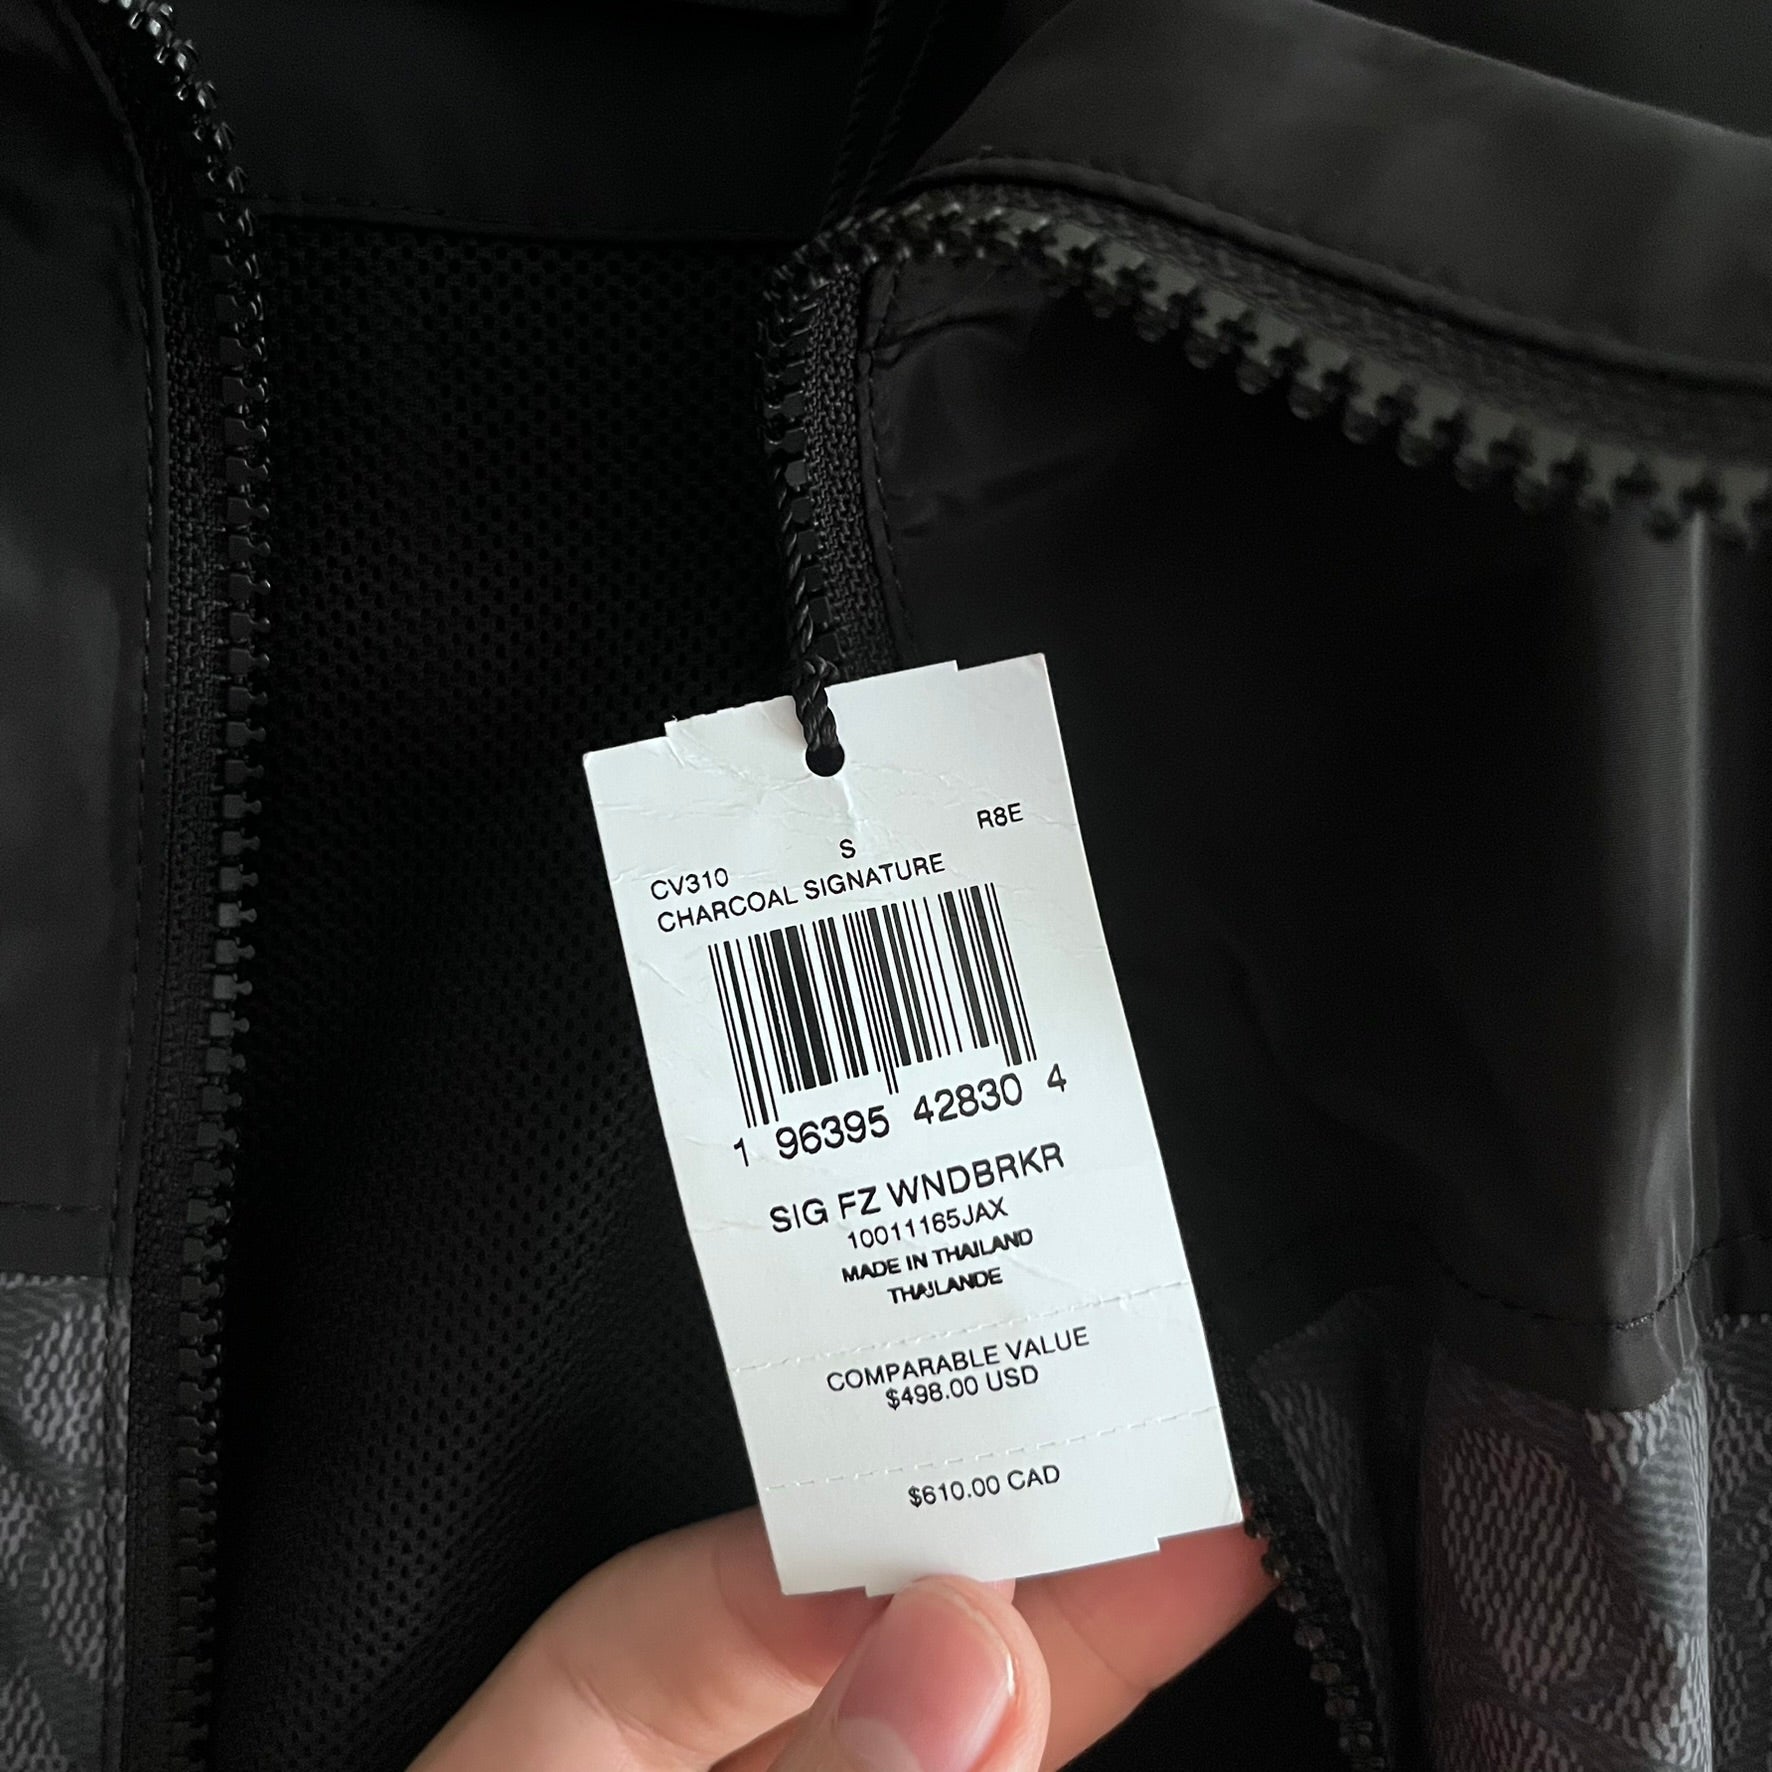 R8E
S
CV310
CHARCOAL SIGNATURE
1 96395 42830 4
SIG FZ WNDBRKR
10011165JAX
MADE IN THAILAND
THAILANDE
COMPARABLE VALUE
$498.00 USD
$610.00 CAD